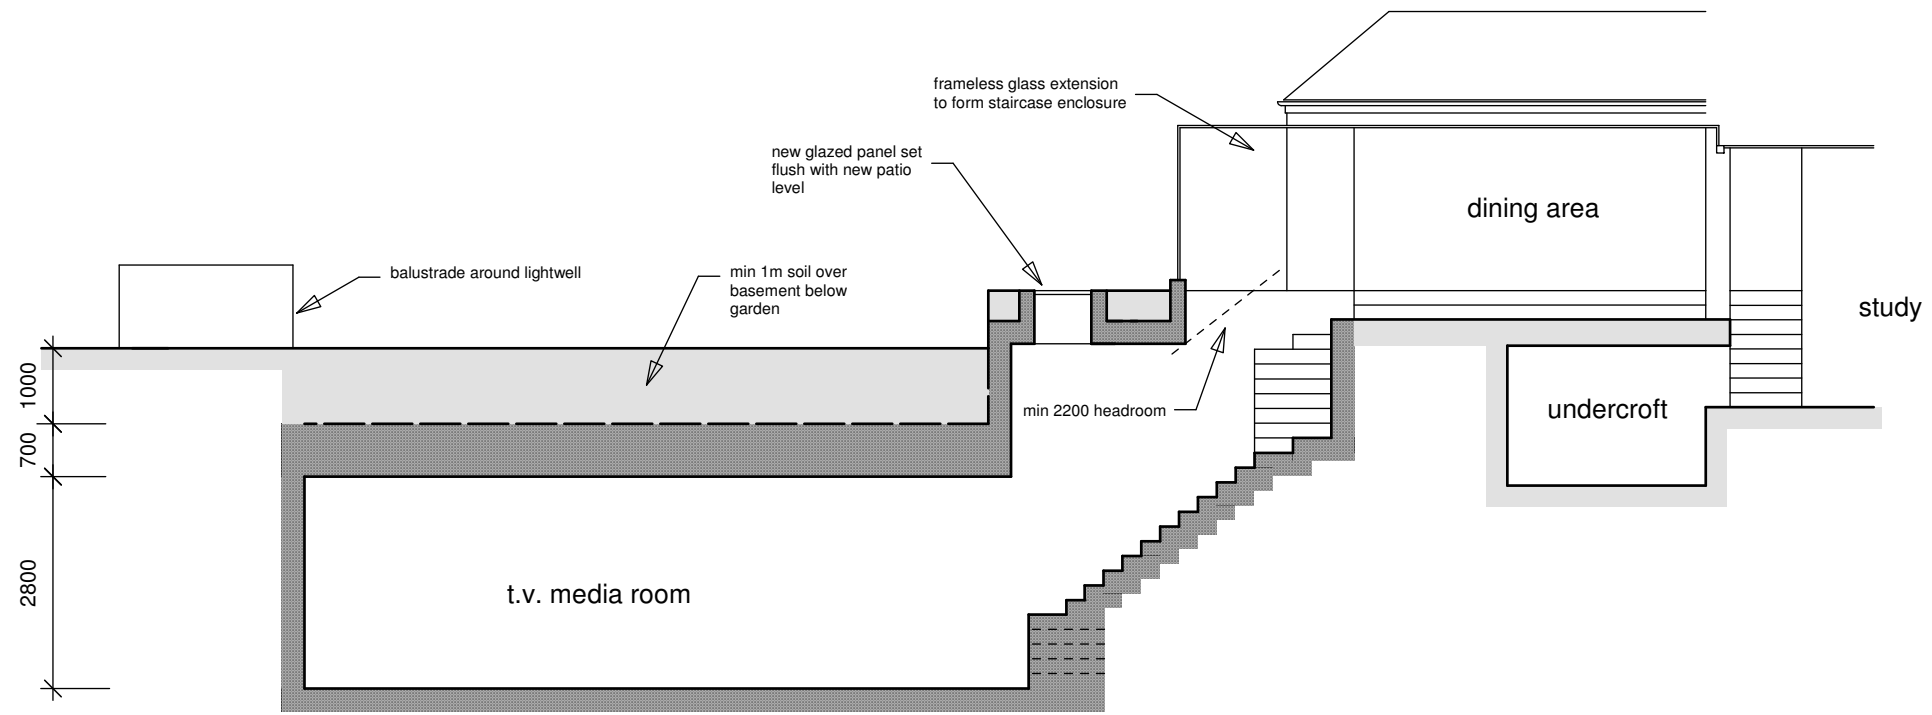 frameless glass extension
to form staircase enclosure
new glazed panel set
flush with new patio
level
dining area
balustrade around lightwell
min 1m soil over
basement below
garden
study
1000
min 2200 headroom
undercroft
700
2800
t.v. media room